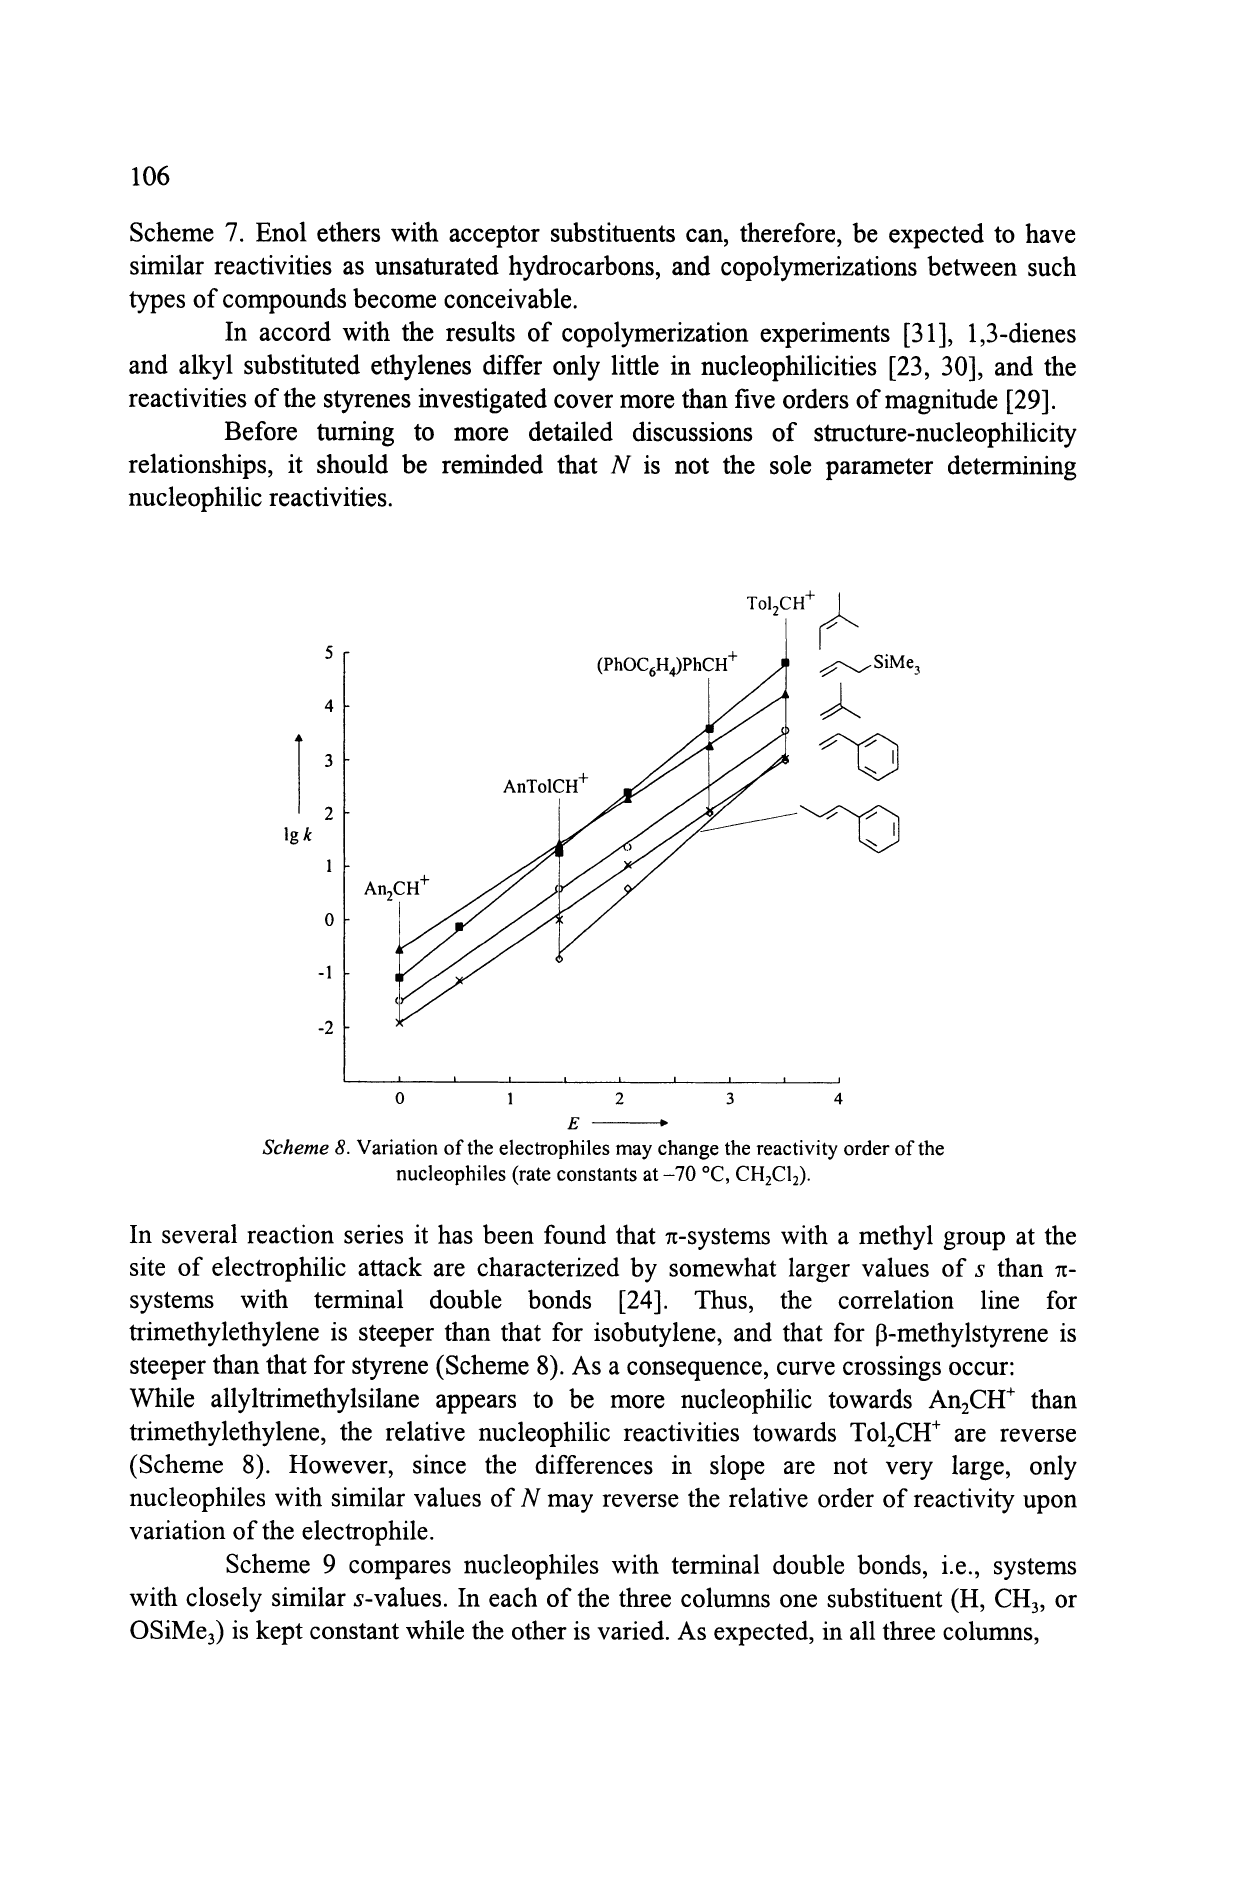 106
Scheme 7. Enol ethers with acceptor substituents can, therefore, be expected to have
similar reactivities as unsaturated hydrocarbons, and copolymerizations between such
types of compounds become conceivable.
In accord with the results of copolymerization experiments [31], 1,3-dienes
and alkyl substituted ethylenes differ only little in nucleophilicities [23, 30], and the
reactivities of the styrenes investigated cover more than five orders of magnitude [29].
Before turning to more detailed discussions of structure-nucleophilicity
relationships, it should be reminded that N is not the sole parameter determining
nucleophilic reactivities.
Tol₂CH⁺
5
(PhOC₆H₄)PhCH⁺
SiMe₃
4
3
AnTolCH⁺
2
lg k
1
An₂CH⁺
0
-1
-2
0 1 2 3 4
E
Scheme 8. Variation of the electrophiles may change the reactivity order of the
nucleophiles (rate constants at –70 °C, CH₂Cl₂).
In several reaction series it has been found that π-systems with a methyl group at the
site of electrophilic attack are characterized by somewhat larger values of s than π-
systems with terminal double bonds [24]. Thus, the correlation line for
trimethylethylene is steeper than that for isobutylene, and that for β-methylstyrene is
steeper than that for styrene (Scheme 8). As a consequence, curve crossings occur:
While allyltrimethylsilane appears to be more nucleophilic towards An₂CH⁺ than
trimethylethylene, the relative nucleophilic reactivities towards Tol₂CH⁺ are reverse
(Scheme 8). However, since the differences in slope are not very large, only
nucleophiles with similar values of N may reverse the relative order of reactivity upon
variation of the electrophile.
Scheme 9 compares nucleophiles with terminal double bonds, i.e., systems
with closely similar s-values. In each of the three columns one substituent (H, CH₃, or
OSiMe₃) is kept constant while the other is varied. As expected, in all three columns,